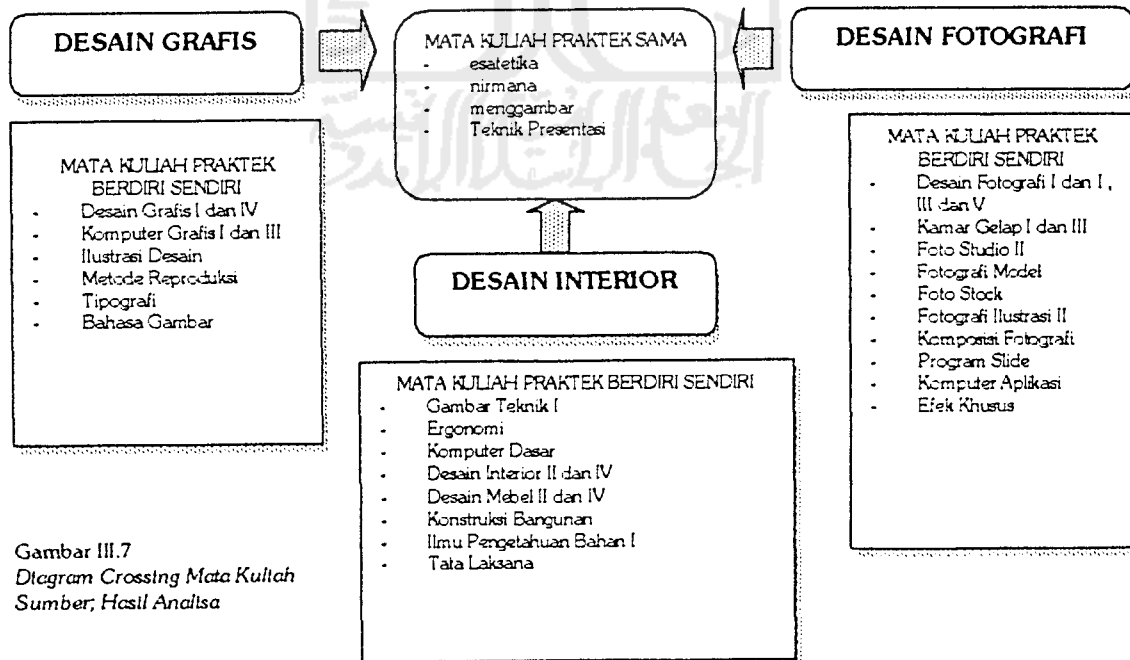 DESAIN GRAFIS
MATA KULIAH PRAKTEK SAMA
- esatetika
- nirmana
- menggambar
- Teknik Presentasi
DESAIN FOTOGRAFI
MATA KULIAH PRAKTEK
BERDIRI SENDIRI
- Desain Grafis I dan IV
- Komputer Grafis I dan III
- Ilustrasi Desain
- Metode Reproduksi
- Tipografi
- Bahasa Gambar
DESAIN INTERIOR
MATA KULIAH PRAKTEK BERDIRI SENDIRI
- Gambar Teknik I
- Ergonomi
- Komputer Dasar
- Desain Interior II dan IV
- Desain Mebel II dan IV
- Konstruksi Bangunan
- Ilmu Pengetahuan Bahan I
- Tata Laksana
MATA KULIAH PRAKTEK
BERDIRI SENDIRI
- Desain Fotografi I dan I ,
III dan V
- Kamar Gelap I dan III
- Foto Studio II
- Fotografi Model
- Foto Stock
- Fotografi Ilustrasi II
- Komposisi Fotografi
- Program Slide
- Komputer Aplikasi
- Efek Khusus
Gambar III.7
Diagram Crossing Mata Kuliah
Sumber; Hasil Analisa